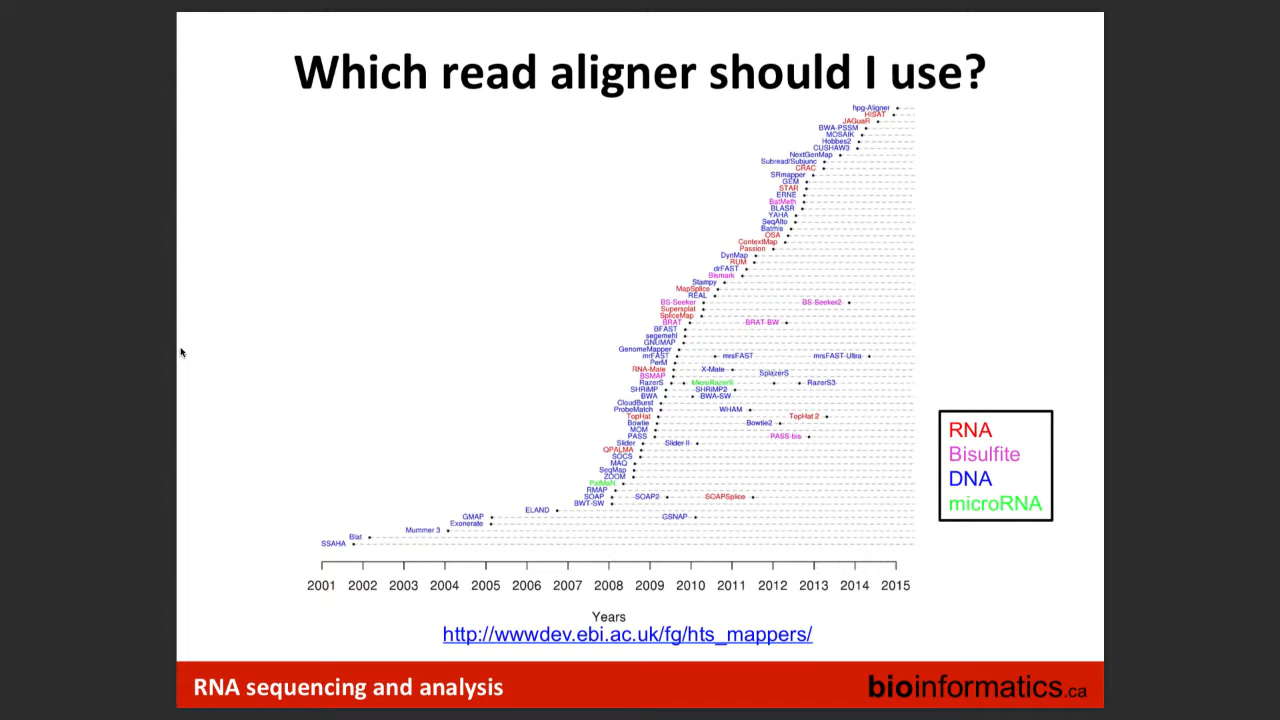 Which read aligner should I use?
hpg-Aligner
HISAT
JAGuaR
BWA-PSSM
MOSAIK
Hobbes2
CUSHAW3
NextGenMap
Subread/Subjunc
CRAC
SRmapper
GEM
STAR
ERNE
BatMeth
BLASR
YAHA
SeqAlto
Batmis
OSA
ContextMap
Passion
DynMap
RUM
drFAST
Bismark
Stampy
MapSplice
REAL
BS-Seeker BS-Seeker2
Supersplat
SpliceMap
BRAT BRAT-BW
BFAST
segemehl
GNUMAP
GenomeMapper
mrFAST mrsFAST mrsFAST-Ultra
PerM
RNA-Mate X-Mate
BSMAP SplazerS
RazerS MicroRazerS RazerS3
SHRiMP SHRiMP2
BWA BWA-SW
CloudBurst
ProbeMatch WHAM
TopHat TopHat 2
Bowtie Bowtie2
MOM
PASS PASS-bis
Slider Slider II
QPALMA
SOCS
MAQ
SeqMap
ZOOM
PatMaN
RMAP
SOAP SOAP2 SOAPSplice
BWT-SW
ELAND
GMAP GSNAP
Exonerate
Mummer 3
Blat
SSAHA
RNA
Bisulfite
DNA
microRNA
2001 2002 2003 2004 2005 2006 2007 2008 2009 2010 2011 2012 2013 2014 2015
Years
http://wwwdev.ebi.ac.uk/fg/hts_mappers/
RNA sequencing and analysis
bioinformatics.ca